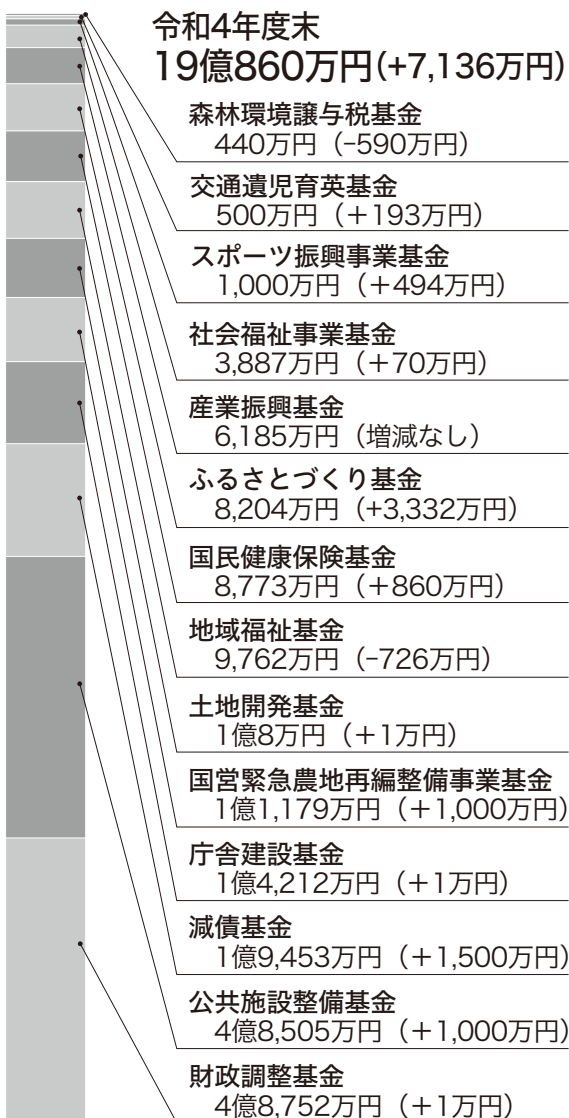 令和4年度末
19億860万円(+7,136万円)
森林環境譲与税基金
440万円（-590万円）
交通遺児育英基金
500万円（＋193万円）
スポーツ振興事業基金
1,000万円（＋494万円）
社会福祉事業基金
3,887万円（＋70万円）
産業振興基金
6,185万円（増減なし）
ふるさとづくり基金
8,204万円（+3,332万円）
国民健康保険基金
8,773万円（＋860万円）
地域福祉基金
9,762万円（-726万円）
土地開発基金
1億8万円（＋1万円）
国営緊急農地再編整備事業基金
1億1,179万円（＋1,000万円）
庁舎建設基金
1億4,212万円（＋1万円）
減債基金
1億9,453万円（＋1,500万円）
公共施設整備基金
4億8,505万円（＋1,000万円）
財政調整基金
4億8,752万円（＋1万円）